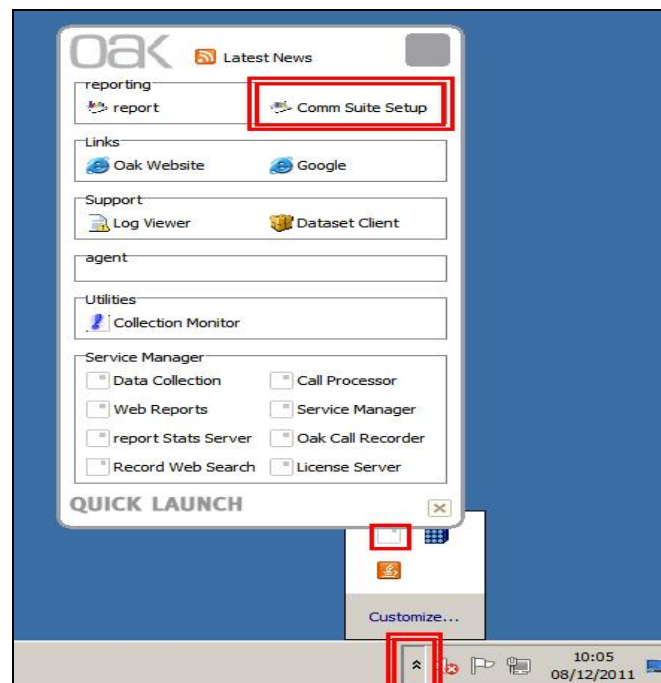 oak Latest News
reporting
report Comm Suite Setup
Links
Oak Website Google
Support
Log Viewer Dataset Client
agent
Utilities
Collection Monitor
Service Manager
Data Collection Call Processor
Web Reports Service Manager
report Stats Server Oak Call Recorder
Record Web Search License Server
QUICK LAUNCH
Customize...
10:05
08/12/2011